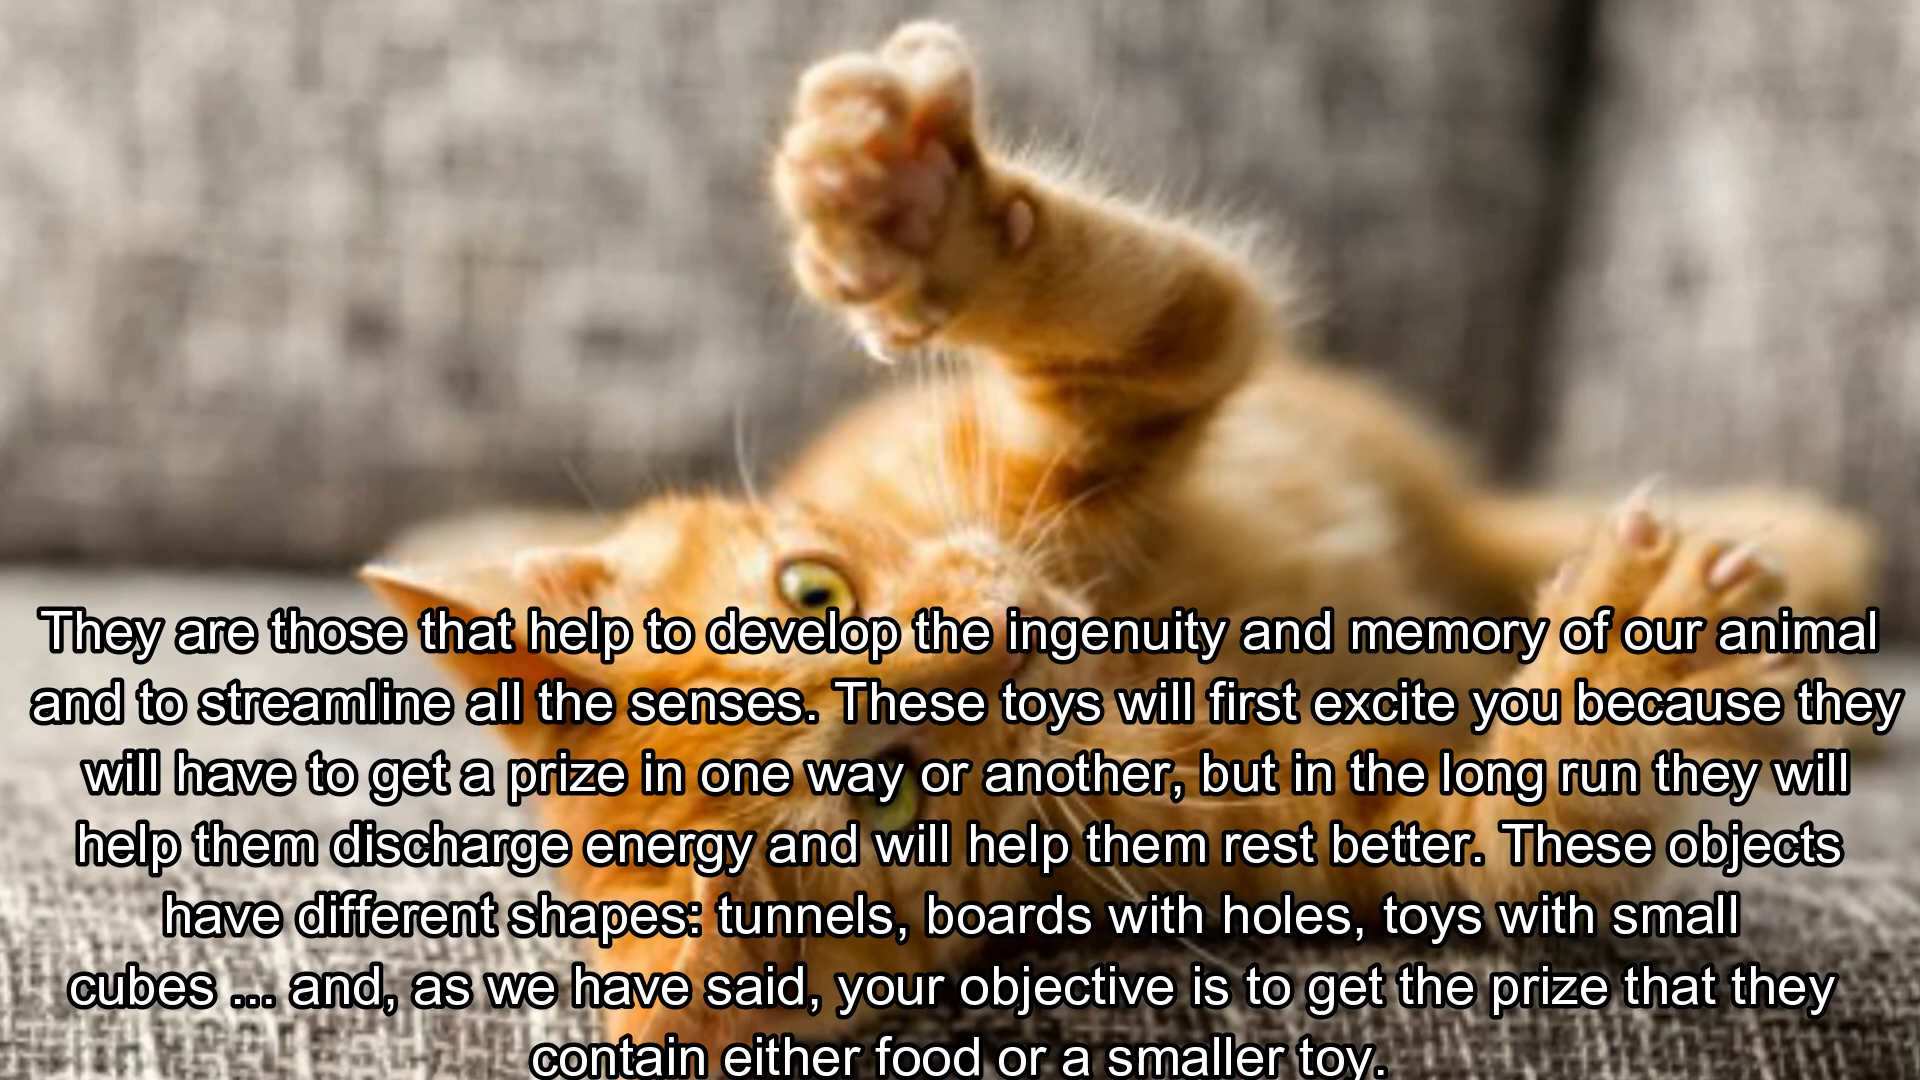 They are those that help to develop the ingenuity and memory of our animal
and to streamline all the senses. These toys will first excite you because they
will have to get a prize in one way or another, but in the long run they will
help them discharge energy and will help them rest better. These objects
have different shapes: tunnels, boards with holes, toys with small
cubes ... and, as we have said, your objective is to get the prize that they
contain either food or a smaller toy.